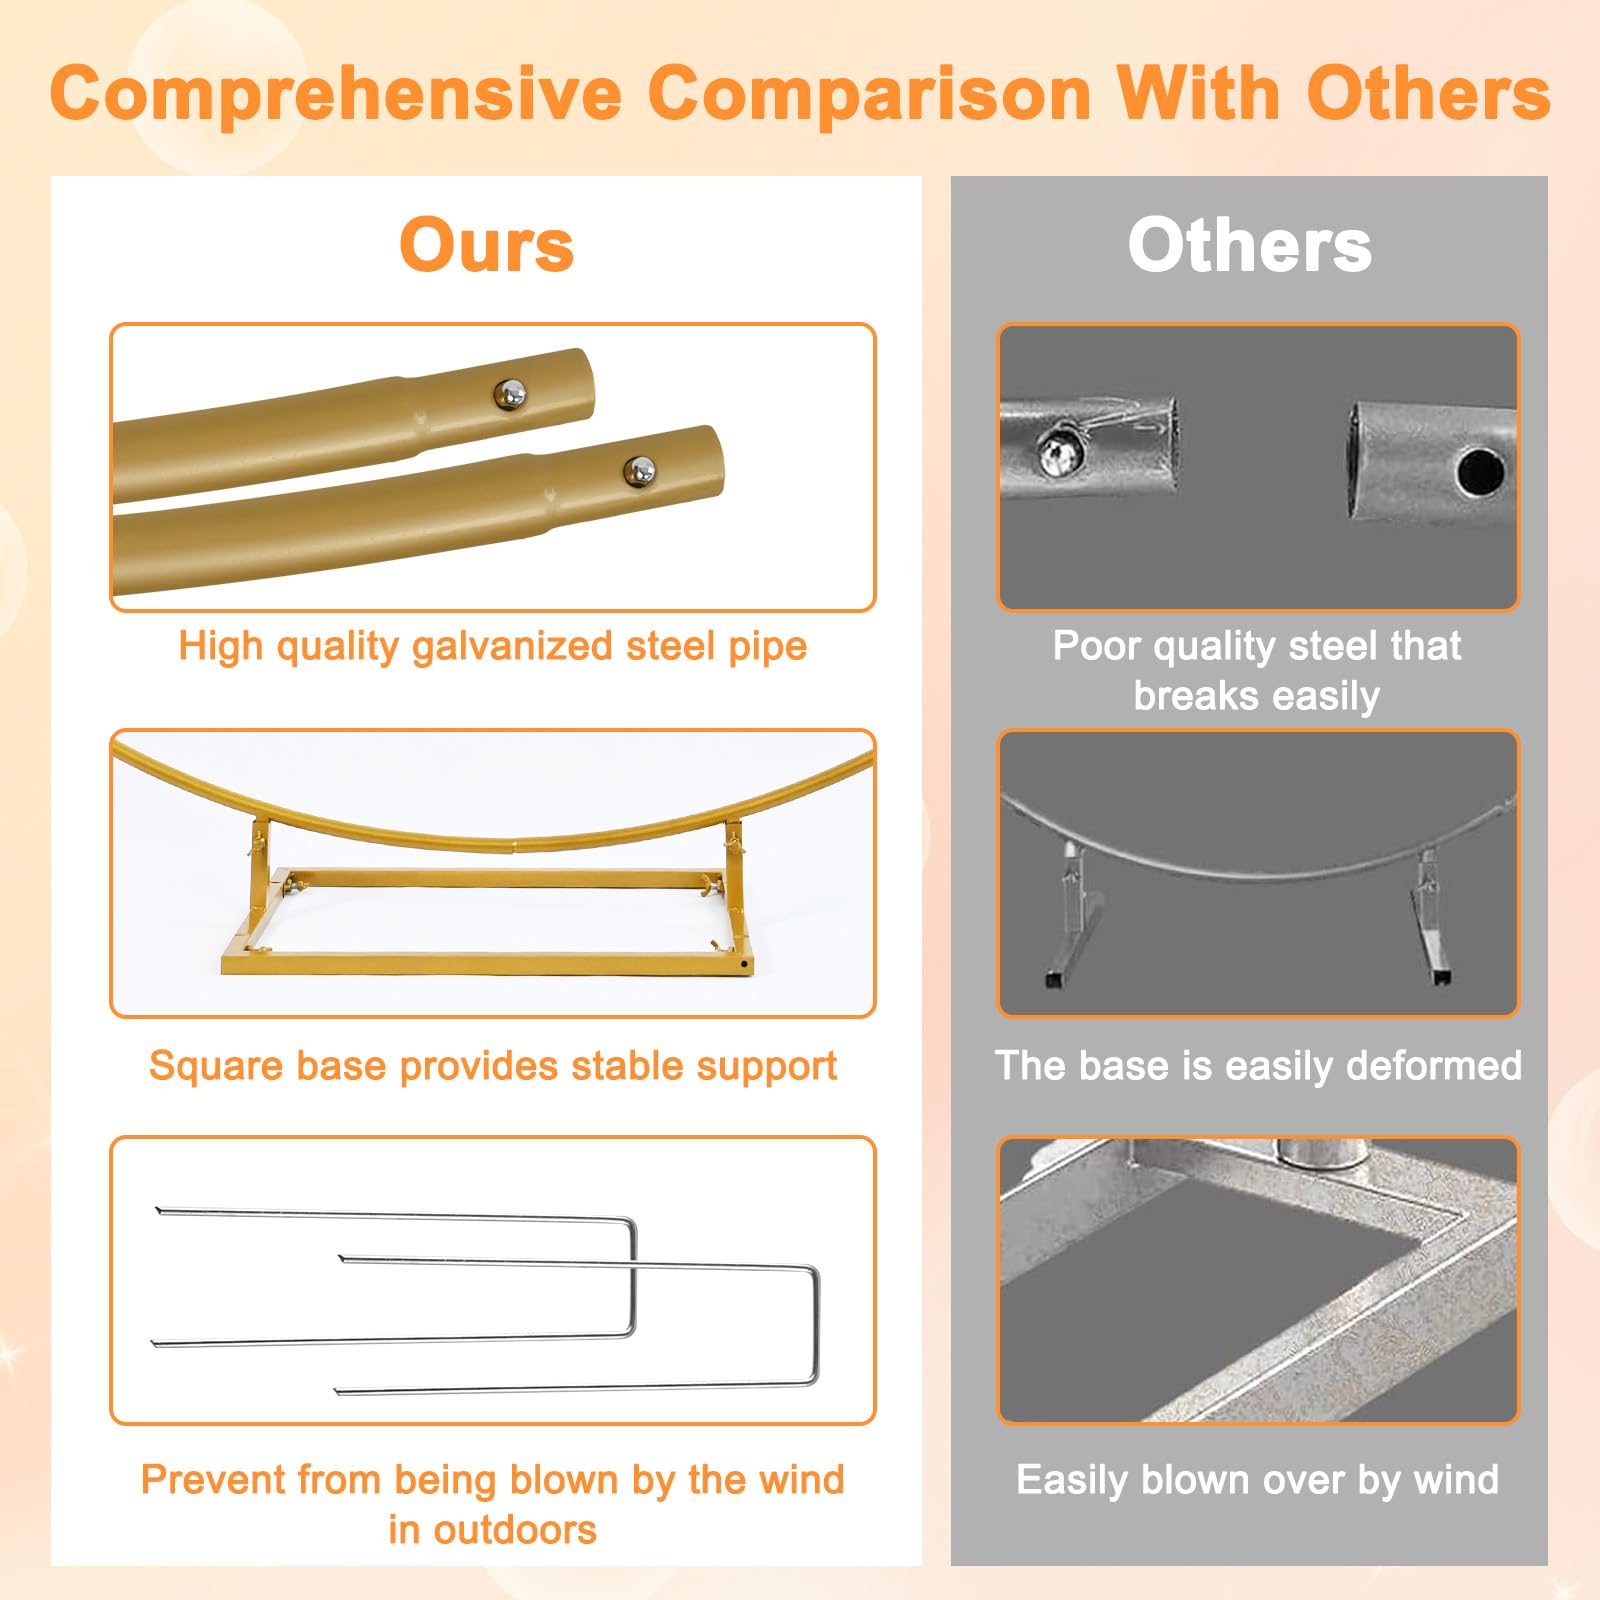 Comprehensive Comparison With Others
Ours
High quality galvanized steel pipe
Square base provides stable support
Prevent from being blown by the wind
in outdoors
Others
Poor quality steel that
breaks easily
The base is easily deformed
Easily blown over by wind